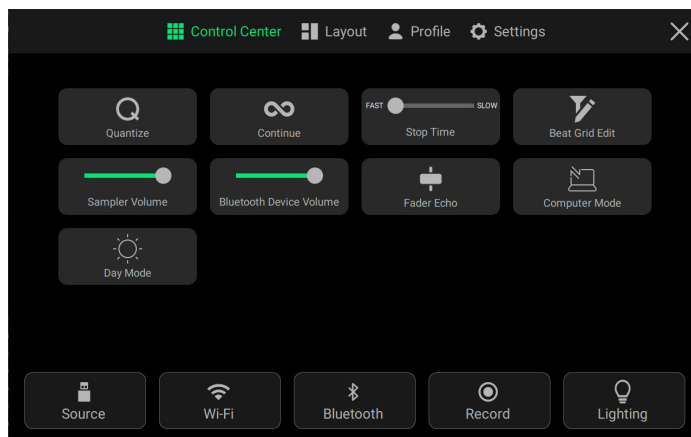 Control Center Layout Profile Settings
Quantize
Continue
FAST SLOW
Stop Time
Beat Grid Edit
Sampler Volume
Bluetooth Device Volume
Fader Echo
Computer Mode
Day Mode
Source
Wi-Fi
Bluetooth
Record
Lighting